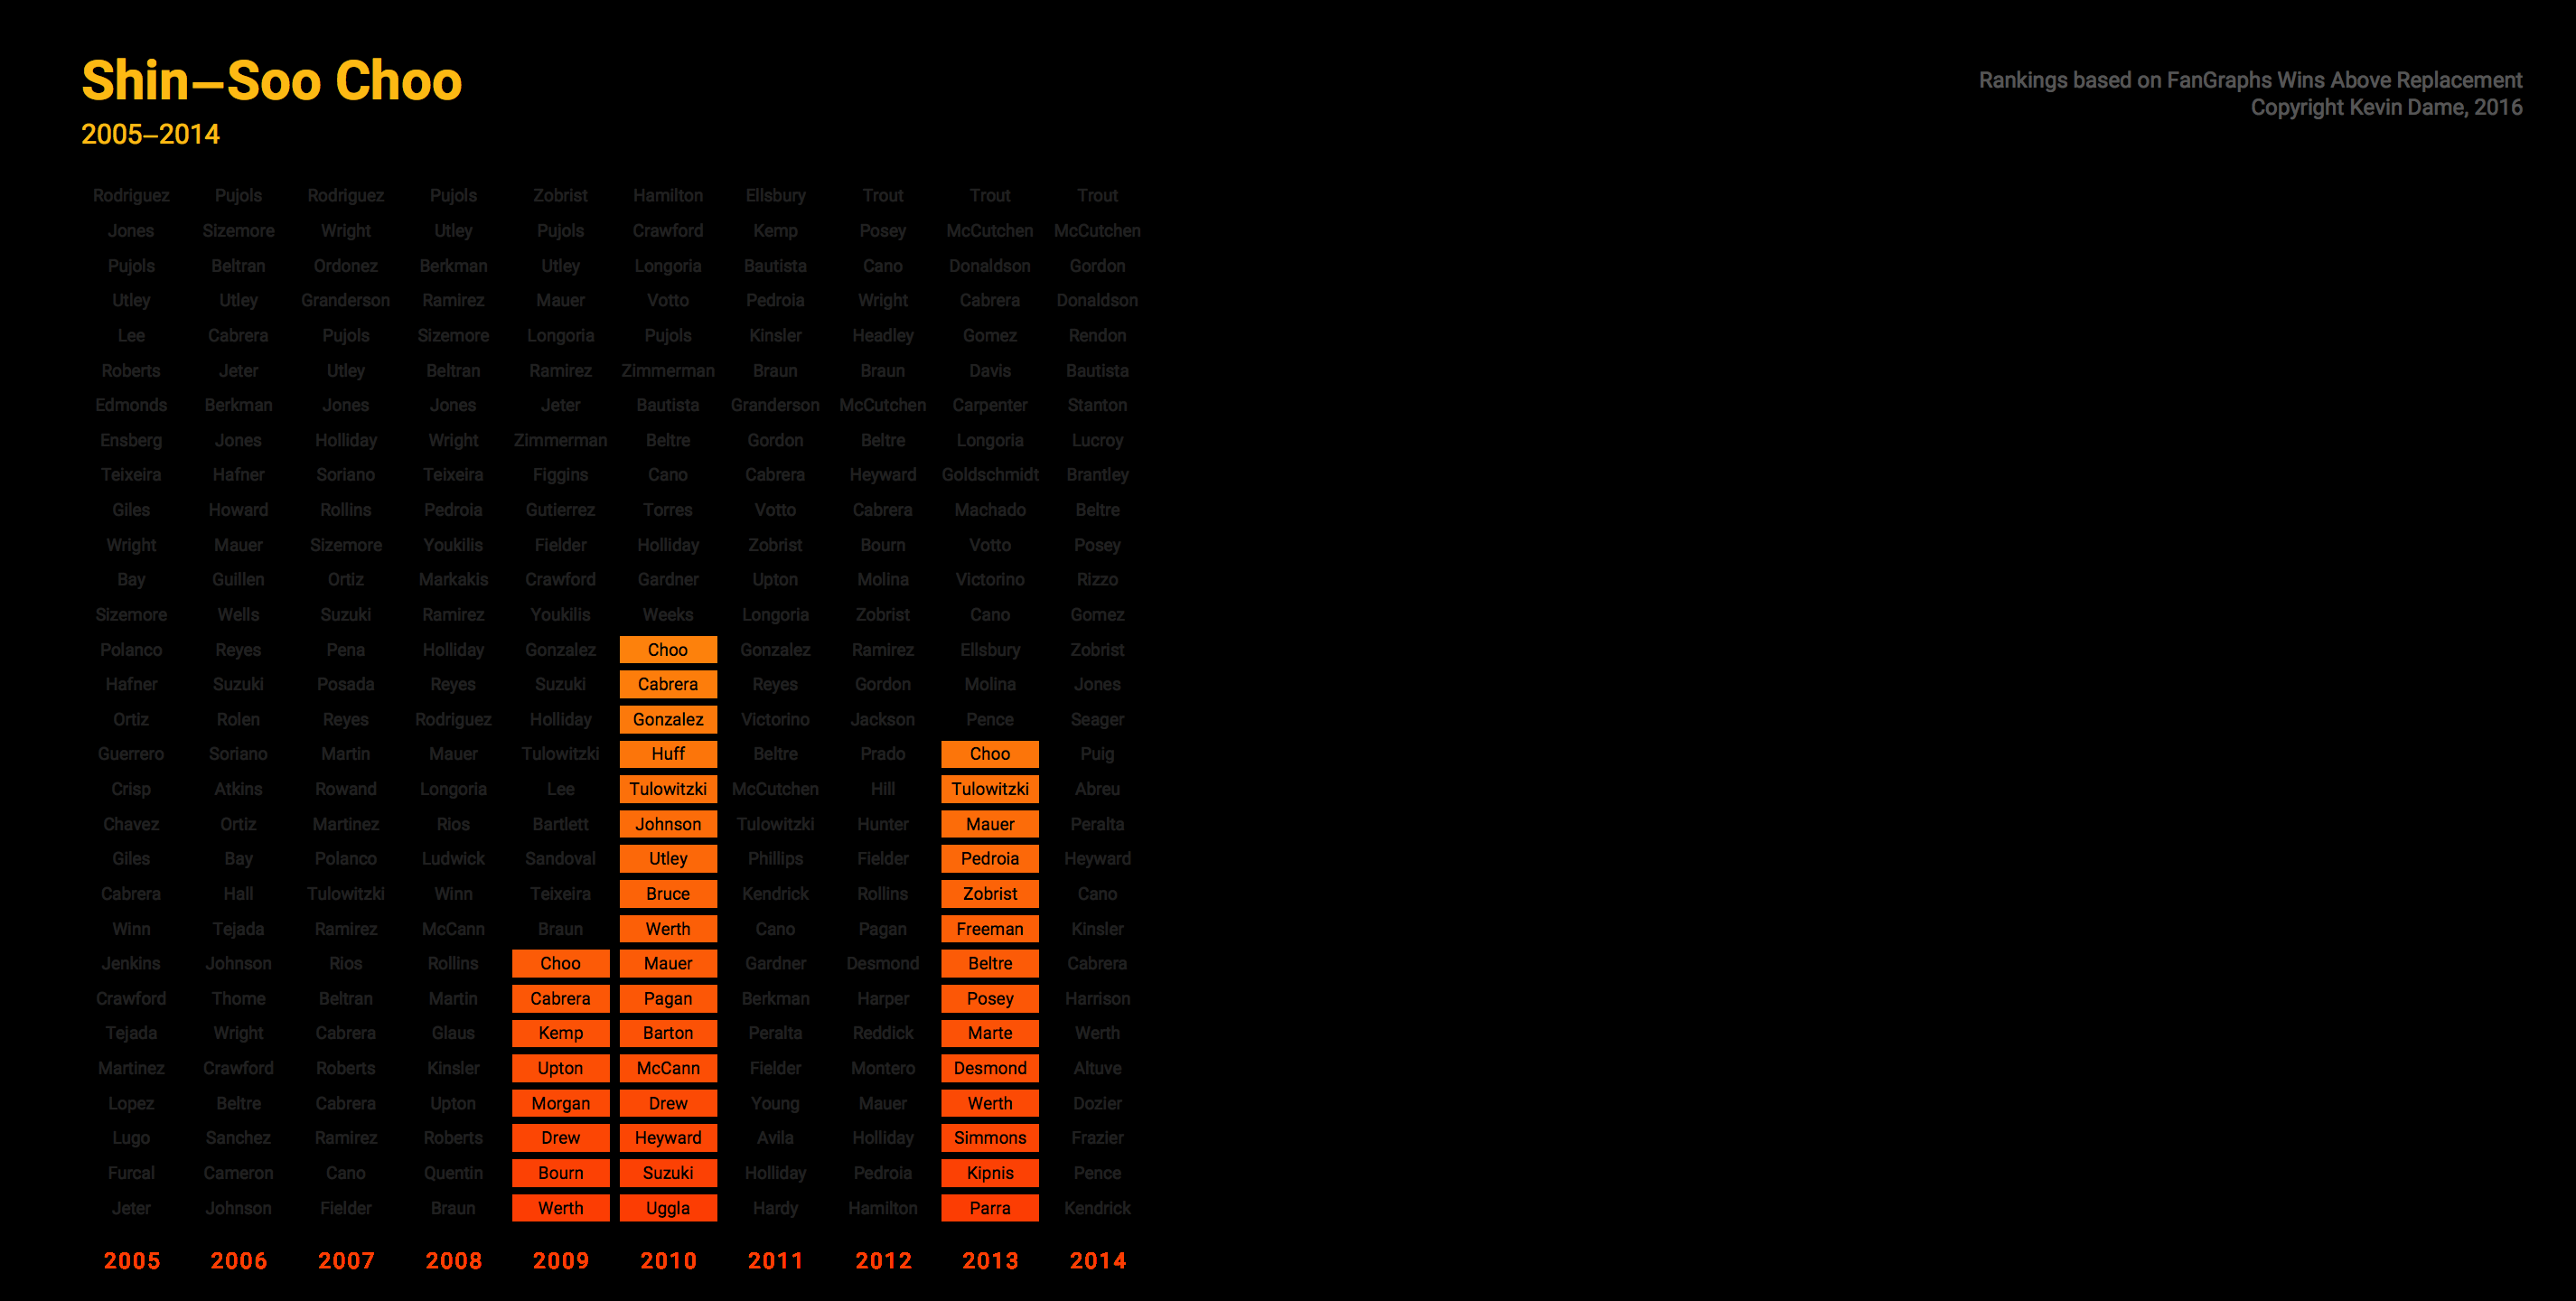 Shin–Soo Choo
2005–2014
Rankings based on FanGraphs Wins Above Replacement
Copyright Kevin Dame, 2016
Rodriguez Pujols Rodriguez Pujols Zobrist Hamilton Ellsbury Trout Trout Trout
Jones Sizemore Wright Utley Pujols Crawford Kemp Posey McCutchen McCutchen
Pujols Beltran Ordonez Berkman Utley Longoria Bautista Cano Donaldson Gordon
Utley Utley Granderson Ramirez Mauer Votto Pedroia Wright Cabrera Donaldson
Lee Cabrera Pujols Sizemore Longoria Pujols Kinsler Headley Gomez Rendon
Roberts Jeter Utley Beltran Ramirez Zimmerman Braun Braun Davis Bautista
Edmonds Berkman Jones Jones Jeter Bautista Granderson McCutchen Carpenter Stanton
Ensberg Jones Holliday Wright Zimmerman Beltre Gordon Beltre Longoria Lucroy
Teixeira Hafner Soriano Teixeira Figgins Cano Cabrera Heyward Goldschmidt Brantley
Giles Howard Rollins Pedroia Gutierrez Torres Votto Cabrera Machado Beltre
Wright Mauer Sizemore Youkilis Fielder Holliday Zobrist Bourn Votto Posey
Bay Guillen Ortiz Markakis Crawford Gardner Upton Molina Victorino Rizzo
Sizemore Wells Suzuki Ramirez Youkilis Weeks Longoria Zobrist Cano Gomez
Polanco Reyes Pena Holliday Gonzalez Choo Gonzalez Ramirez Ellsbury Zobrist
Hafner Suzuki Posada Reyes Suzuki Cabrera Reyes Gordon Molina Jones
Ortiz Rolen Reyes Rodriguez Holliday Gonzalez Victorino Jackson Pence Seager
Guerrero Soriano Martin Mauer Tulowitzki Huff Beltre Prado Choo Puig
Crisp Atkins Rowand Longoria Lee Tulowitzki McCutchen Hill Tulowitzki Abreu
Chavez Ortiz Martinez Rios Bartlett Johnson Tulowitzki Hunter Mauer Peralta
Giles Bay Polanco Ludwick Sandoval Utley Phillips Fielder Pedroia Heyward
Cabrera Hall Tulowitzki Winn Teixeira Bruce Kendrick Rollins Zobrist Cano
Winn Tejada Ramirez McCann Braun Werth Cano Pagan Freeman Kinsler
Jenkins Johnson Rios Rollins Choo Mauer Gardner Desmond Beltre Cabrera
Crawford Thome Beltran Martin Cabrera Pagan Berkman Harper Posey Harrison
Tejada Wright Cabrera Glaus Kemp Barton Peralta Reddick Marte Werth
Martinez Crawford Roberts Kinsler Upton McCann Fielder Montero Desmond Altuve
Lopez Beltre Cabrera Upton Morgan Drew Young Mauer Werth Dozier
Lugo Sanchez Ramirez Roberts Drew Heyward Avila Holliday Simmons Frazier
Furcal Cameron Cano Quentin Bourn Suzuki Holliday Pedroia Kipnis Pence
Jeter Johnson Fielder Braun Werth Uggla Hardy Hamilton Parra Kendrick
2005 2006 2007 2008 2009 2010 2011 2012 2013 2014